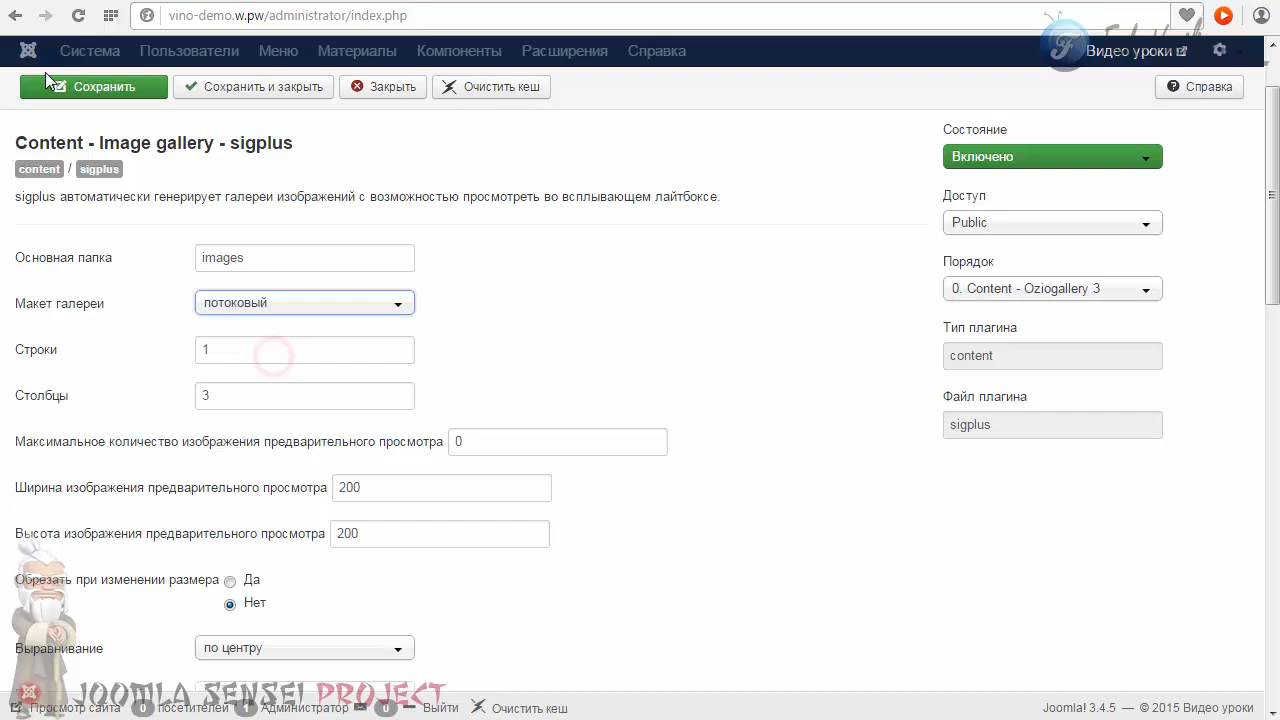 vino-demo.w.pw/administrator/index.php
Система Пользователи Меню Материалы Компоненты Расширения Справка Видео уроки
Сохранить Сохранить и закрыть Закрыть Очистить кеш Справка
Content - Image gallery - sigplus
content / sigplus
sigplus автоматически генерирует галереи изображений с возможностью просмотреть во всплывающем лайтбоксе.
Основная папка images
Макет галереи потоковый
Строки 1
Столбцы 3
Максимальное количество изображения предварительного просмотра 0
Ширина изображения предварительного просмотра 200
Высота изображения предварительного просмотра 200
Обрезать при изменении размера Да
Нет
Выравнивание по центру
Состояние
Включено
Доступ
Public
Порядок
0. Content - Oziogallery 3
Тип плагина
content
Файл плагина
sigplus
JOOMLA SENSEI PROJECT
Просмотр сайта 0 посетителей 1 Администратор 0 Выйти Очистить кеш Joomla! 3.4.5 — © 2015 Видео уроки